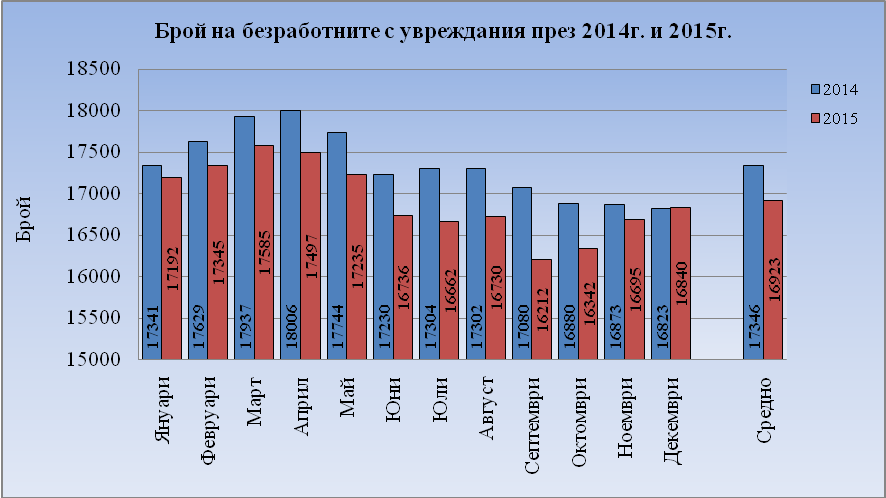 Брой на безработните с увреждания през 2014г. и 2015г.
18500
18000
17500
17000
16500
16000
15500
15000
Брой
2014
2015
17341
17192
17629
17345
17937
17585
18006
17497
17744
17235
17230
16736
17304
16662
17302
16730
17080
16212
16880
16342
16873
16695
16823
16840
17346
16923
Януари
Февруари
Март
Април
Май
Юни
Юли
Август
Септември
Октомври
Ноември
Декември
Средно